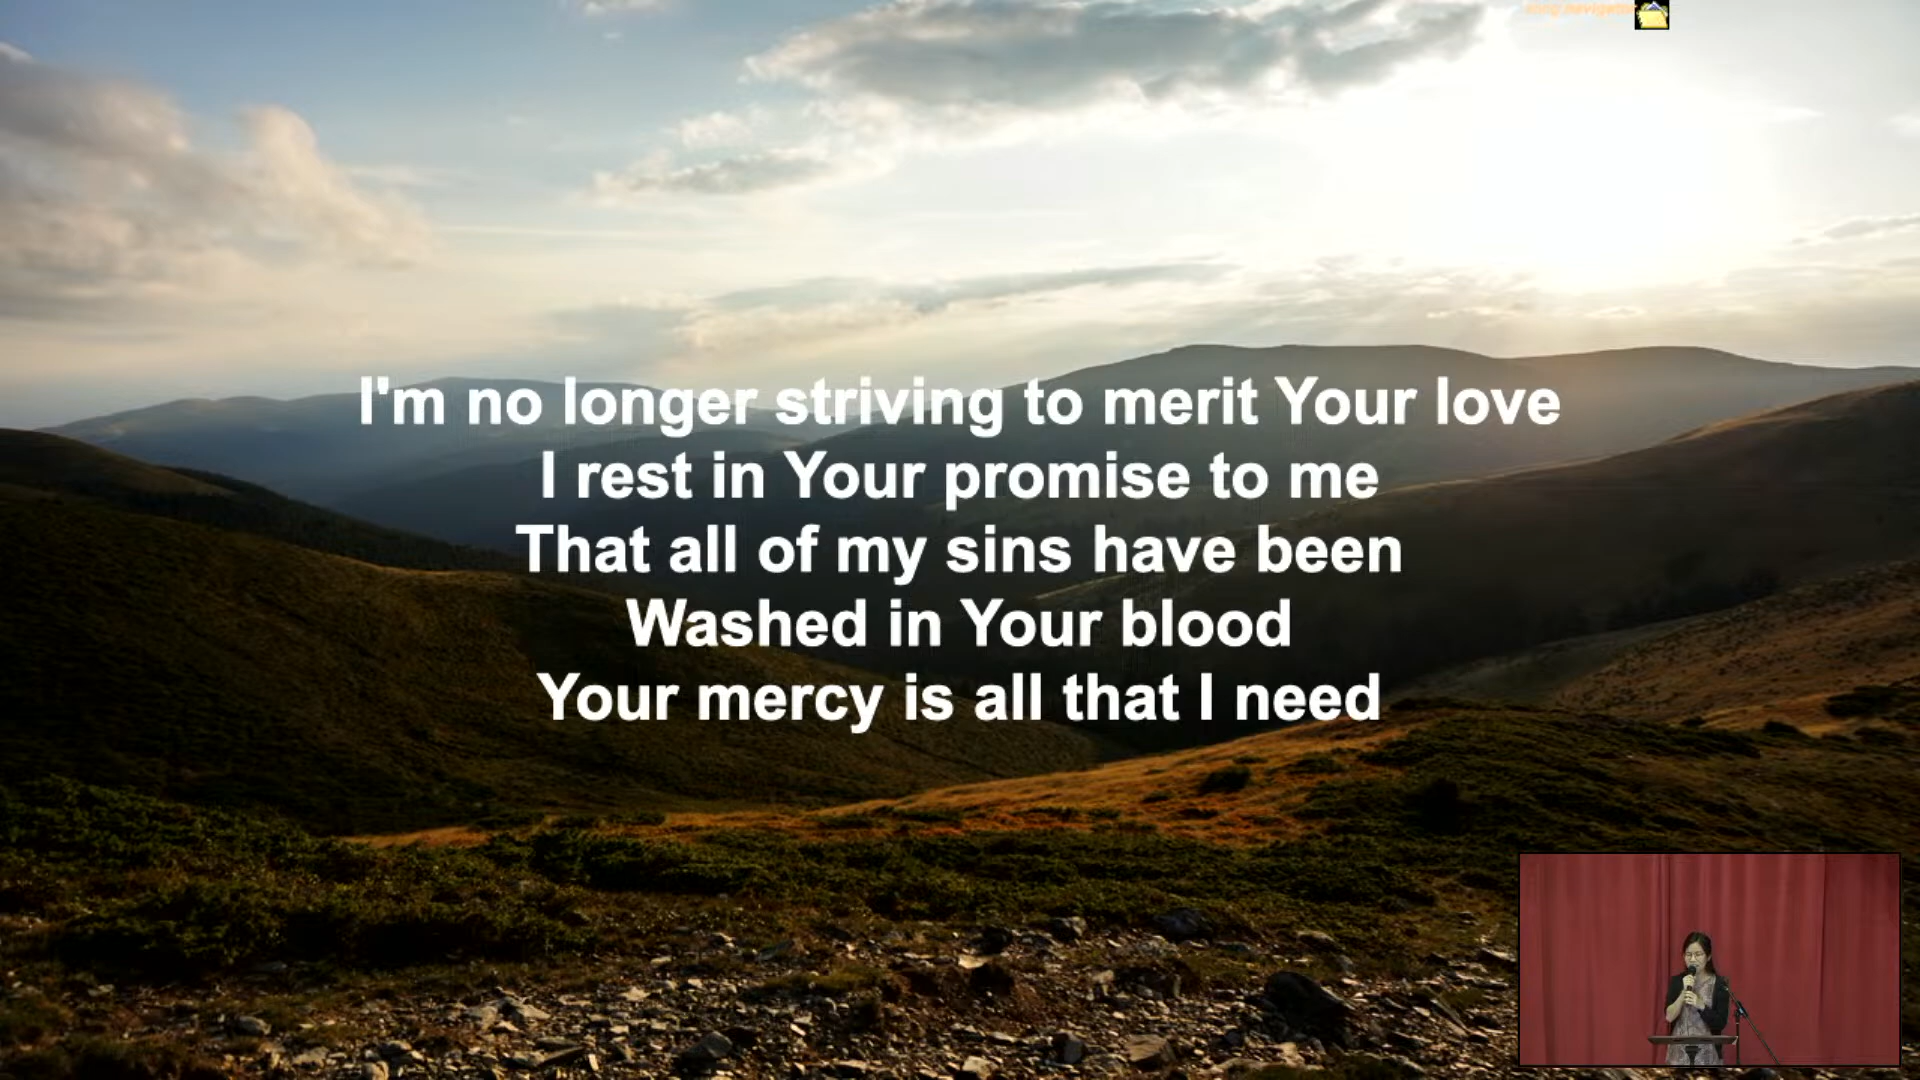 I'm no longer striving to merit Your love
I rest in Your promise to me
That all of my sins have been
Washed in Your blood
Your mercy is all that I need